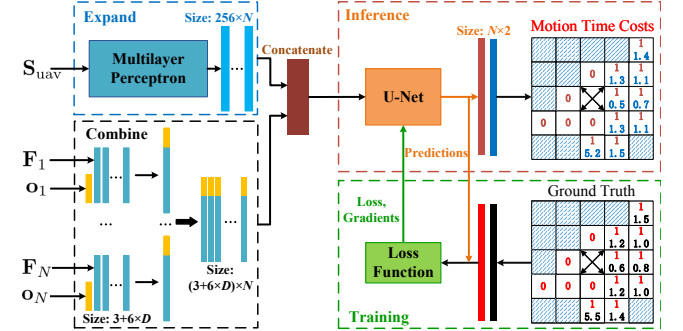 Expand
Size: 256×N
S_uav
Multilayer
Perceptron
...
Concatenate
Combine
F_1
o_1
...
...
...
...
F_N
o_N
...
Size: 3+6×D
Size:
(3+6×D)×N
Inference
Size: N×2
U-Net
Predictions
Motion Time Costs
1
1.4
0 1 1
1.3 1.1
0 1 1
0.5 0.7
0 0 0 1 1
1.3 1.1
1 1
5.2 1.5
Loss,
Gradients
Loss
Function
Training
Ground Truth
1
1.5
0 1 1
1.2 1.0
0 1 1
0.6 0.8
0 0 0 1 1
1.2 1.0
1 1
5.5 1.4